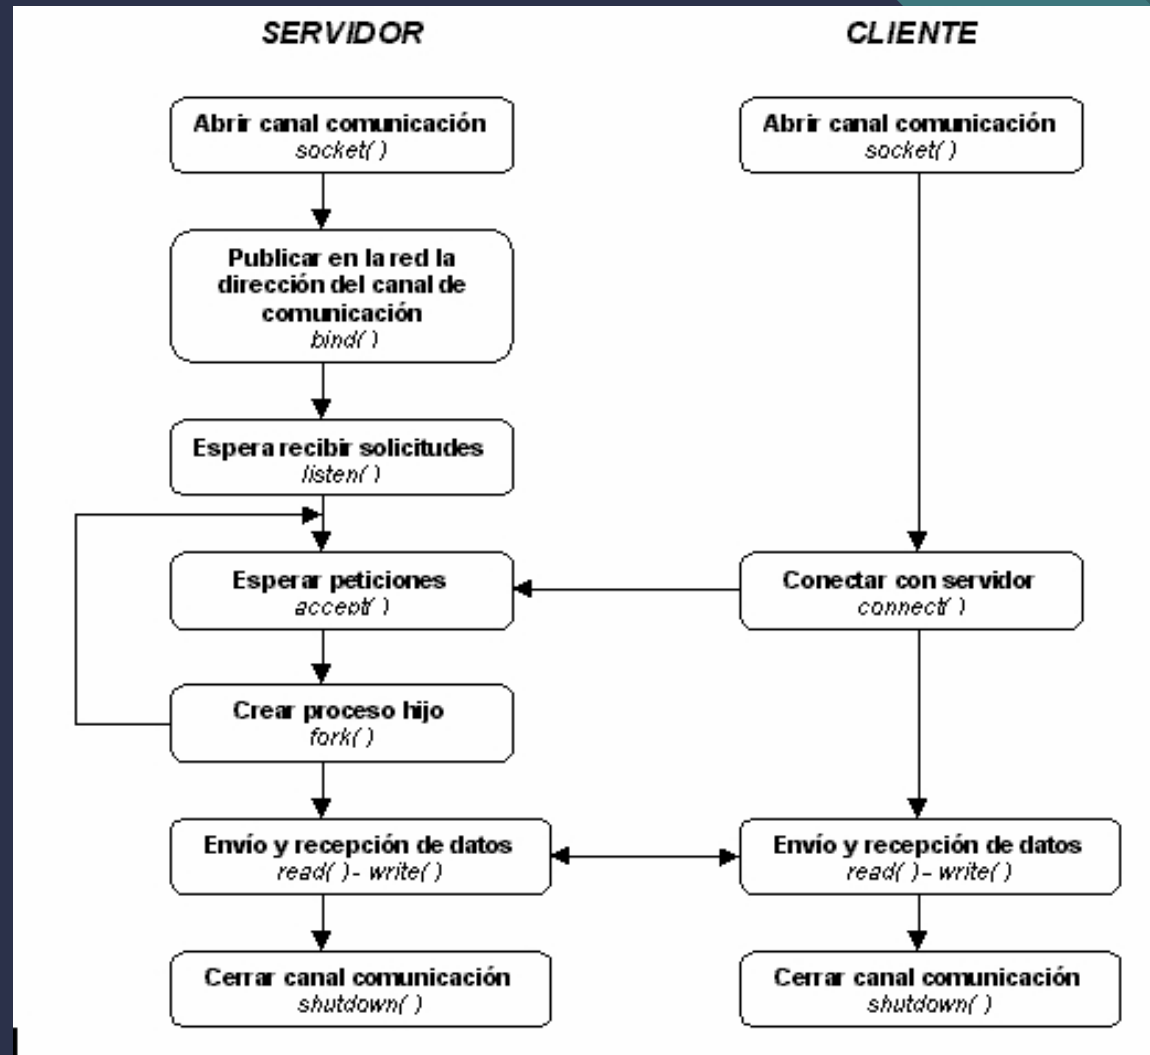 SERVIDOR
CLIENTE
Abrir canal comunicación
socket( )
Abrir canal comunicación
socket( )
Publicar en la red la
dirección del canal de
comunicación
bind( )
Espera recibir solicitudes
listen( )
Esperar peticiones
accept( )
Conectar con servidor
connect( )
Crear proceso hijo
fork( )
Envío y recepción de datos
read( ) - write( )
Envío y recepción de datos
read( ) - write( )
Cerrar canal comunicación
shutdown( )
Cerrar canal comunicación
shutdown( )